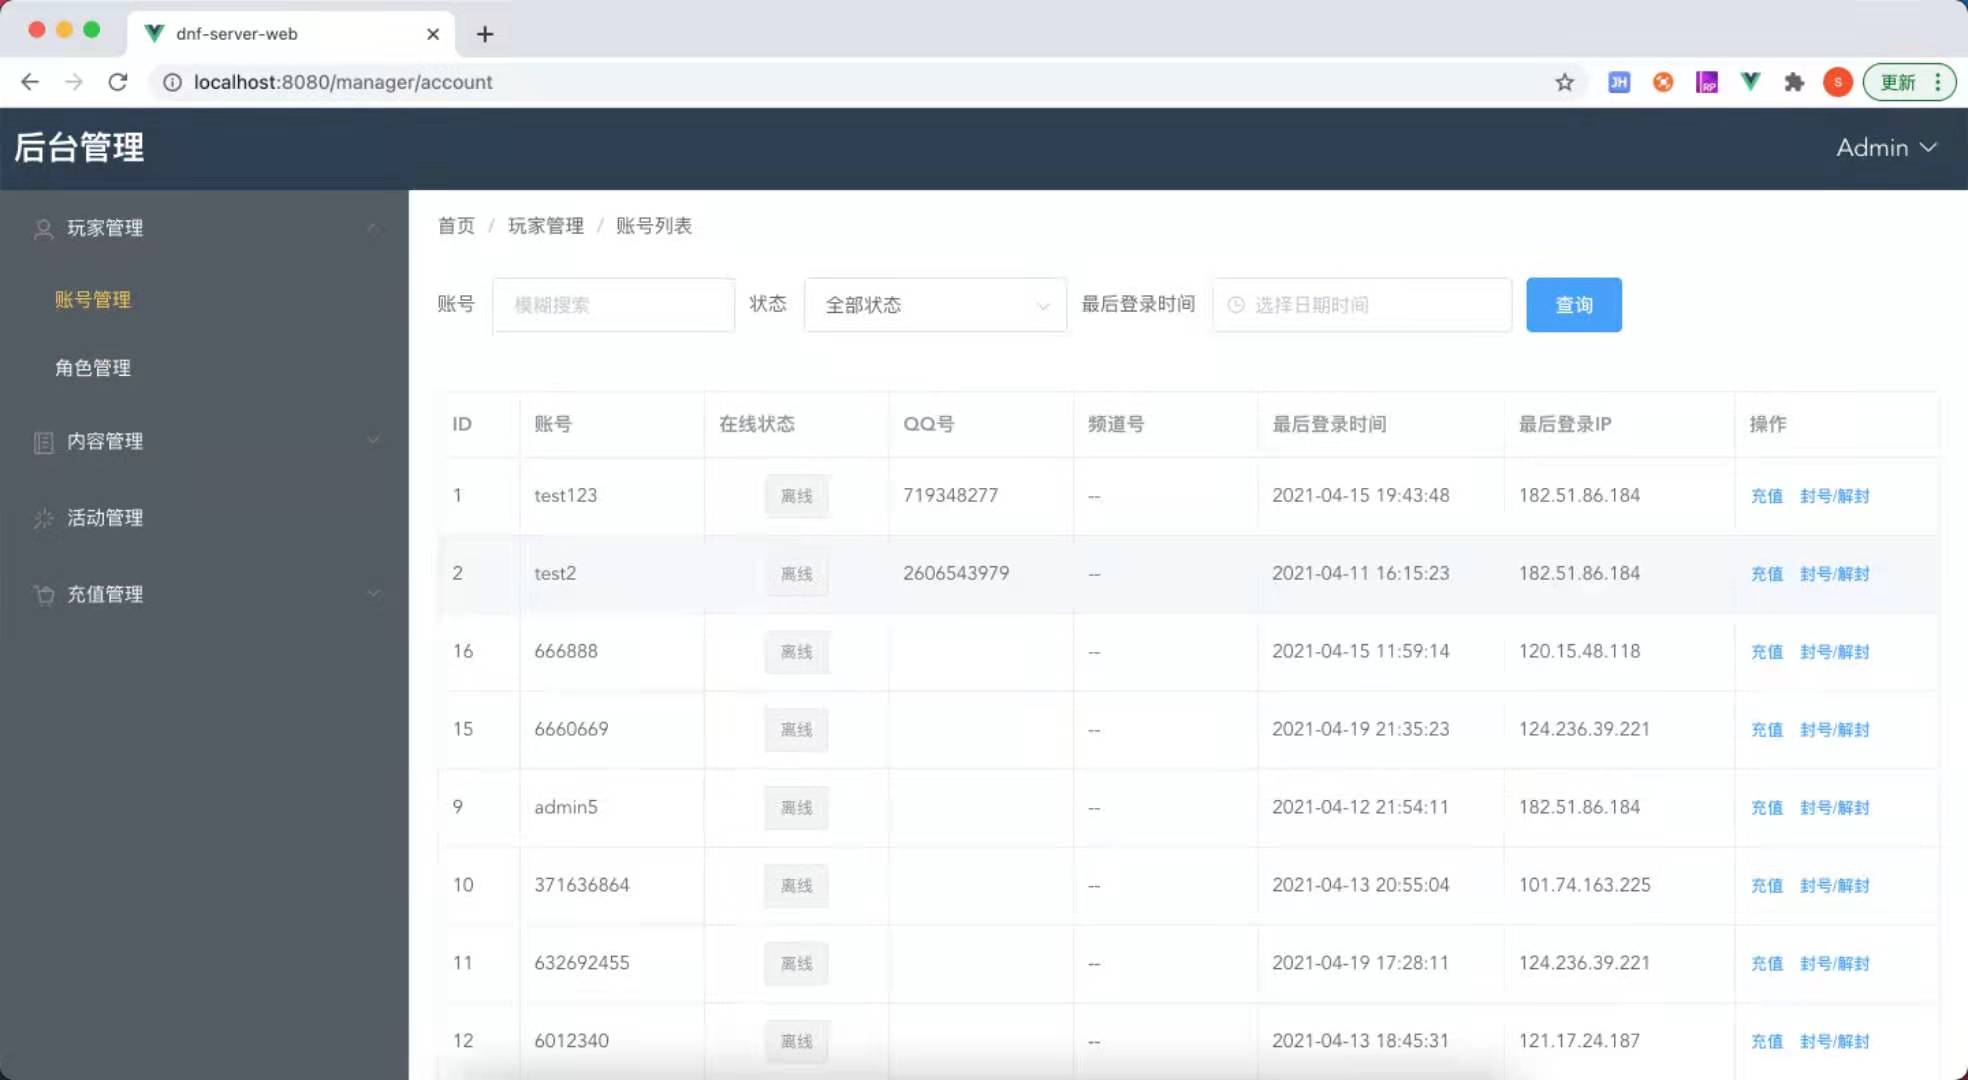 dnf-server-web
localhost:8080/manager/account
JH
RP
S
更新
后台管理
Admin
玩家管理
账号管理
角色管理
内容管理
活动管理
充值管理
首页 / 玩家管理 / 账号列表
账号 模糊搜索 状态 全部状态 最后登录时间 选择日期时间 查询
ID 账号 在线状态 QQ号 频道号 最后登录时间 最后登录IP 操作
1 test123 离线 719348277 -- 2021-04-15 19:43:48 182.51.86.184 充值 封号/解封
2 test2 离线 2606543979 -- 2021-04-11 16:15:23 182.51.86.184 充值 封号/解封
16 666888 离线 -- 2021-04-15 11:59:14 120.15.48.118 充值 封号/解封
15 6660669 离线 -- 2021-04-19 21:35:23 124.236.39.221 充值 封号/解封
9 admin5 离线 -- 2021-04-12 21:54:11 182.51.86.184 充值 封号/解封
10 371636864 离线 -- 2021-04-13 20:55:04 101.74.163.225 充值 封号/解封
11 632692455 离线 -- 2021-04-19 17:28:11 124.236.39.221 充值 封号/解封
12 6012340 离线 -- 2021-04-13 18:45:31 121.17.24.187 充值 封号/解封